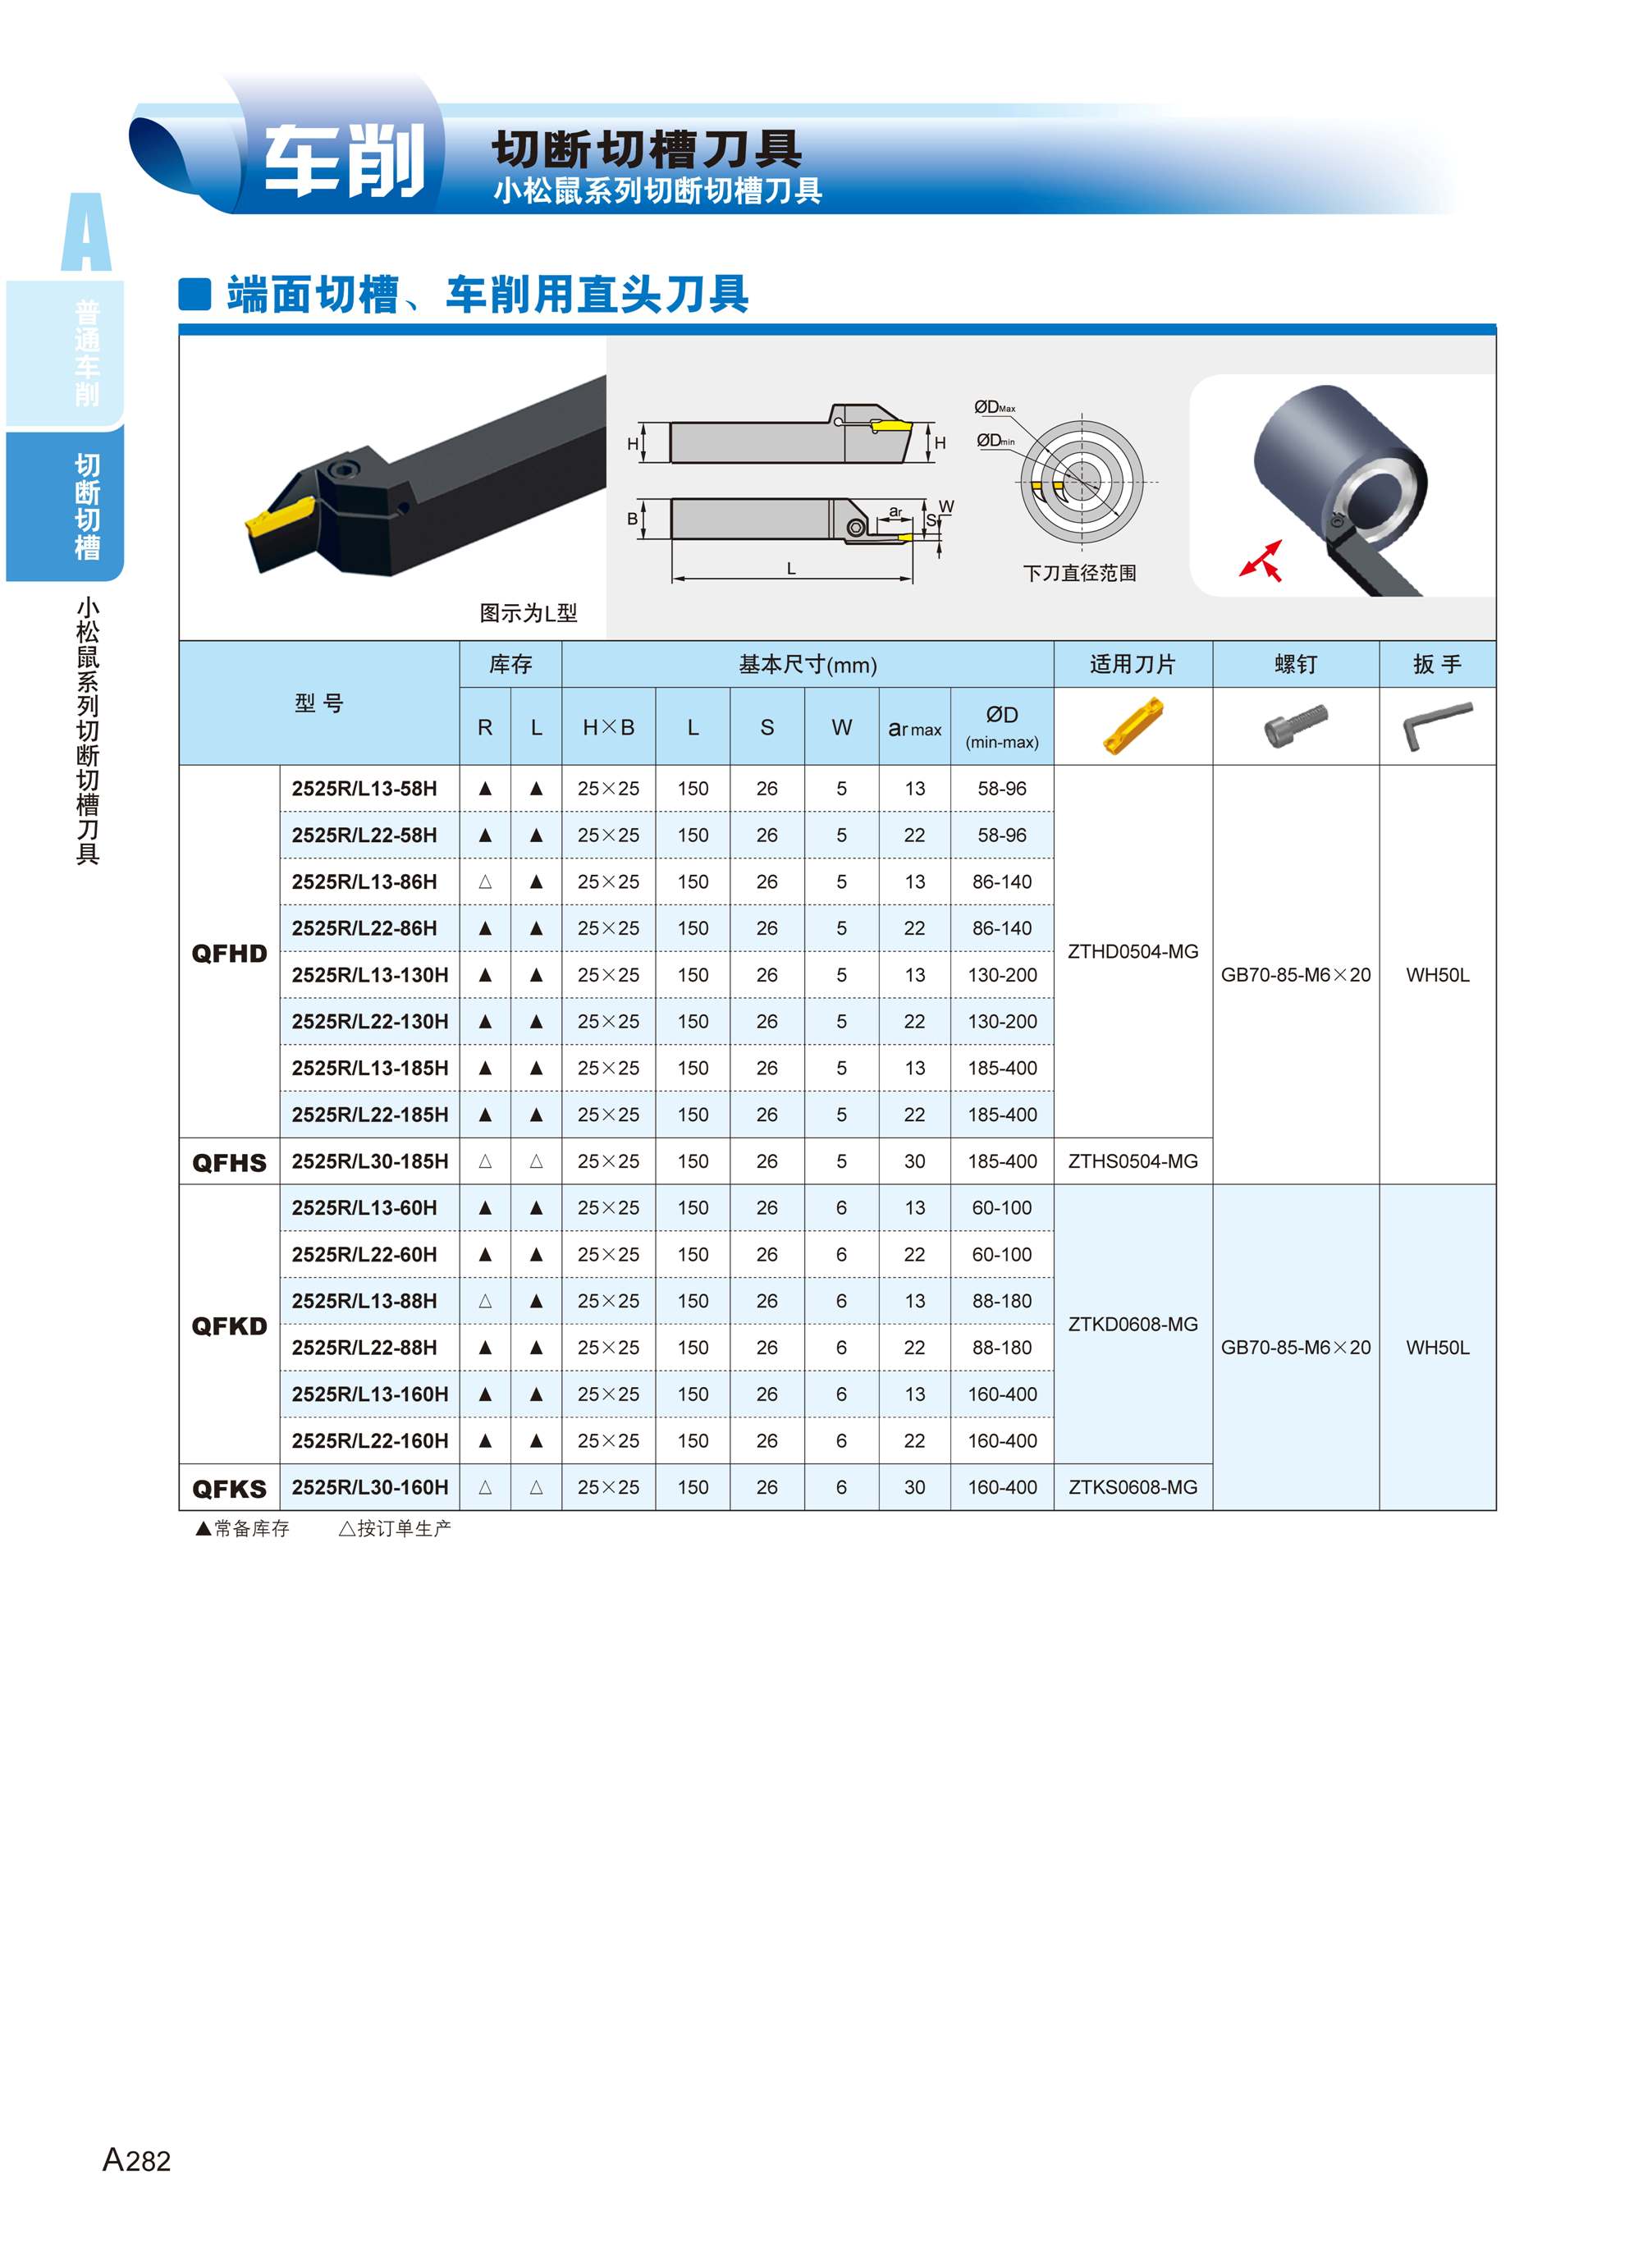 车削
切断切槽刀具
小松鼠系列切断切槽刀具
A
普通车削
切断切槽
小松鼠系列切断切槽刀具
端面切槽、车削用直头刀具
图示为L型
H
H
B
ar
S
W
L
ØDMax
ØDmin
下刀直径范围
型号 库存 基本尺寸(mm) 适用刀片 螺钉 扳手
R L H×B L S W ar max ØD (min-max)
QFHD
2525R/L13-58H ▲ ▲ 25×25 150 26 5 13 58-96
2525R/L22-58H ▲ ▲ 25×25 150 26 5 22 58-96
2525R/L13-86H △ ▲ 25×25 150 26 5 13 86-140
2525R/L22-86H ▲ ▲ 25×25 150 26 5 22 86-140
2525R/L13-130H ▲ ▲ 25×25 150 26 5 13 130-200
2525R/L22-130H ▲ ▲ 25×25 150 26 5 22 130-200
2525R/L13-185H ▲ ▲ 25×25 150 26 5 13 185-400
2525R/L22-185H ▲ ▲ 25×25 150 26 5 22 185-400
ZTHD0504-MG
GB70-85-M6×20
WH50L
QFHS 2525R/L30-185H △ △ 25×25 150 26 5 30 185-400 ZTHS0504-MG
QFKD
2525R/L13-60H ▲ ▲ 25×25 150 26 6 13 60-100
2525R/L22-60H ▲ ▲ 25×25 150 26 6 22 60-100
2525R/L13-88H △ ▲ 25×25 150 26 6 13 88-180
2525R/L22-88H ▲ ▲ 25×25 150 26 6 22 88-180
2525R/L13-160H ▲ ▲ 25×25 150 26 6 13 160-400
2525R/L22-160H ▲ ▲ 25×25 150 26 6 22 160-400
ZTKD0608-MG
GB70-85-M6×20
WH50L
QFKS 2525R/L30-160H △ △ 25×25 150 26 6 30 160-400 ZTKS0608-MG
▲常备库存 △按订单生产
A282